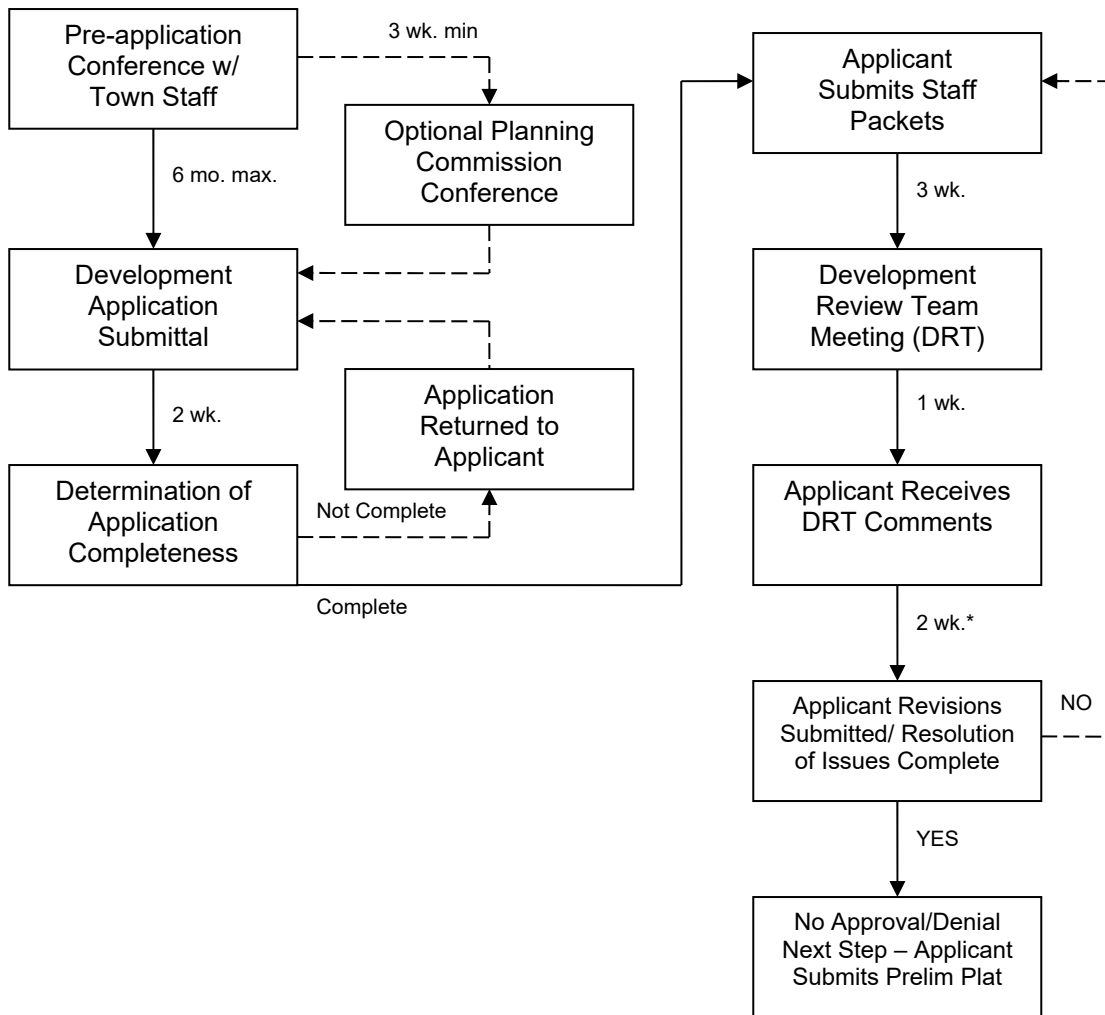 Pre-application
Conference w/
Town Staff
3 wk. min
Optional Planning
Commission
Conference
6 mo. max.
Development
Application
Submittal
2 wk.
Application
Returned to
Applicant
Determination of
Application
Completeness
Not Complete
Complete
Applicant
Submits Staff
Packets
3 wk.
Development
Review Team
Meeting (DRT)
1 wk.
Applicant Receives
DRT Comments
2 wk.*
Applicant Revisions
Submitted/ Resolution
of Issues Complete
NO
YES
No Approval/Denial
Next Step – Applicant
Submits Prelim Plat